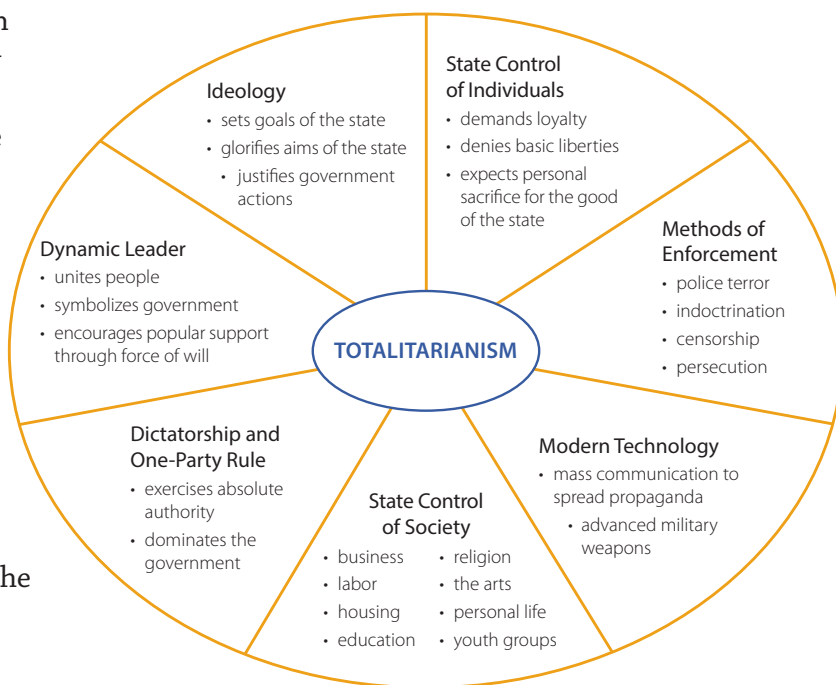 Ideology
• sets goals of the state
• glorifies aims of the state
• justifies government
actions
State Control
of Individuals
• demands loyalty
• denies basic liberties
• expects personal
sacrifice for the good
of the state
Methods of
Enforcement
• police terror
• indoctrination
• censorship
• persecution
Modern Technology
• mass communication to
spread propaganda
• advanced military
weapons
State Control
of Society
• business
• labor
• housing
• education
• religion
• the arts
• personal life
• youth groups
Dictatorship and
One-Party Rule
• exercises absolute
authority
• dominates the
government
Dynamic Leader
• unites people
• symbolizes government
• encourages popular support
through force of will
TOTALITARIANISM